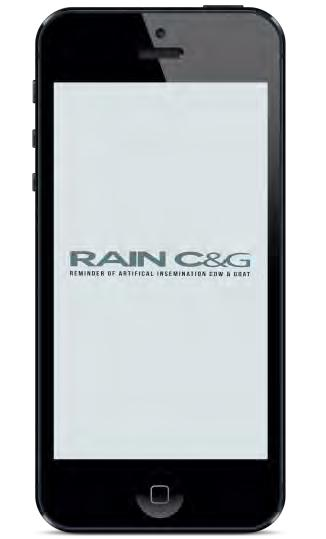 RAIN C&G
REMINDER OF ARTIFICAL INSEMINATION COW & GOAT